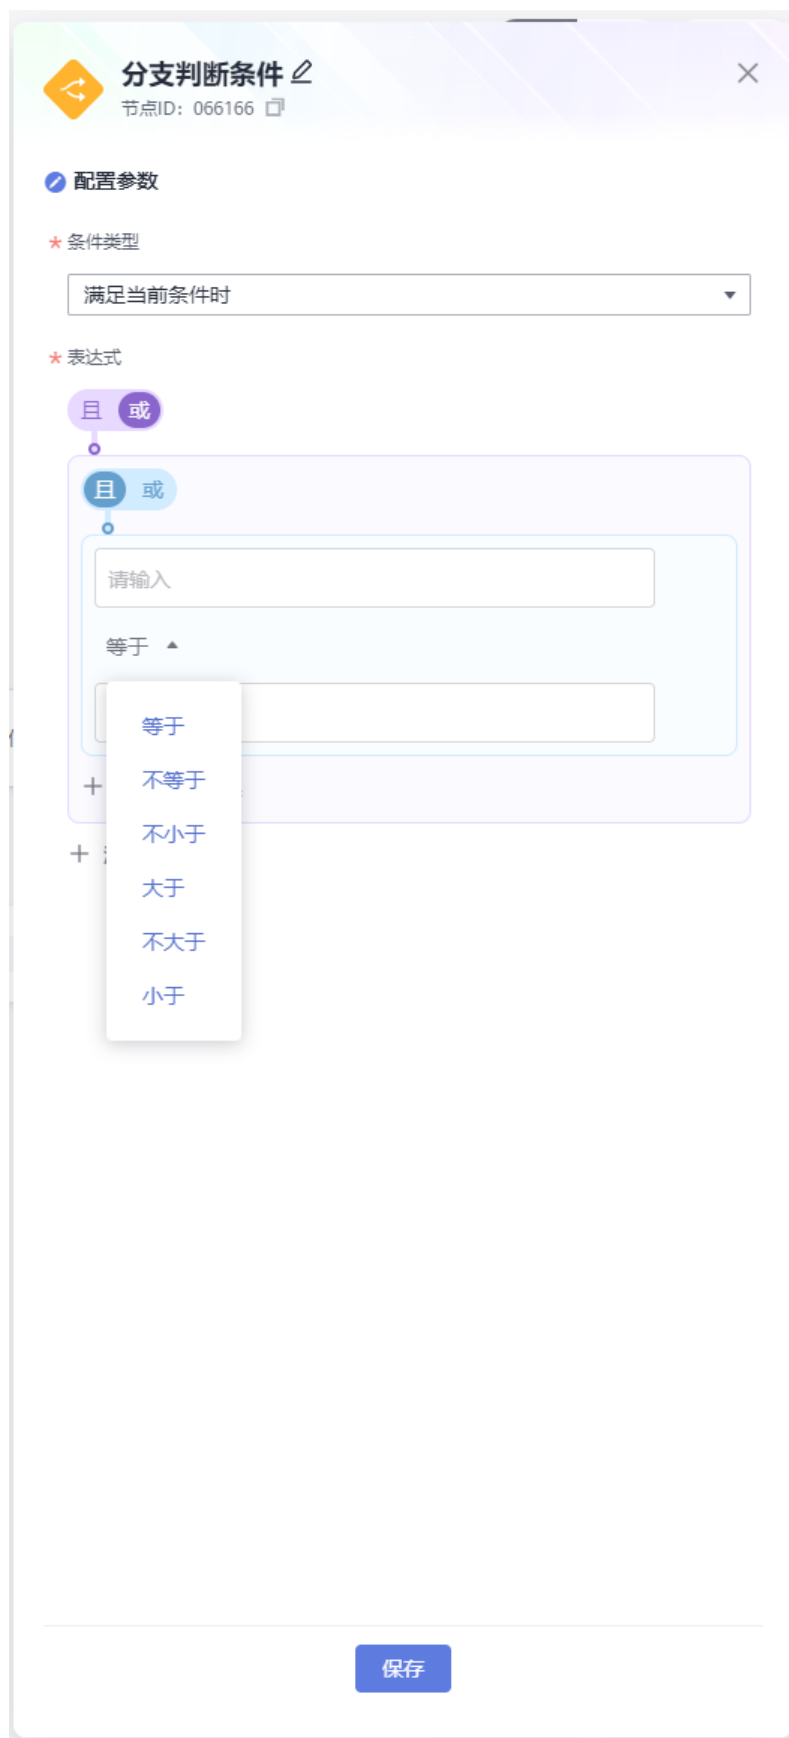 分支判断条件
节点ID：066166
配置参数
* 条件类型
满足当前条件时
* 表达式
且 或
且 或
请输入
等于
等于
不等于
不小于
大于
不大于
小于
保存